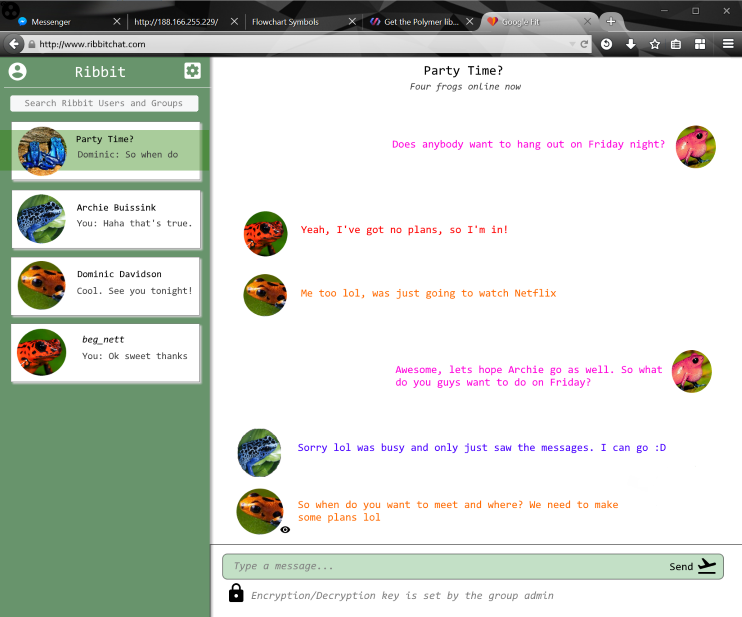 Messenger
http://188.166.255.229/
Flowchart Symbols
Get the Polymer lib...
Google Fit
http://www.ribbitchat.com
Ribbit
Search Ribbit Users and Groups
Party Time?
Dominic: So when do
Archie Buissink
You: Haha that's true.
Dominic Davidson
Cool. See you tonight!
beg_nett
You: Ok sweet thanks
Party Time?
Four frogs online now
Does anybody want to hang out on Friday night?
Yeah, I've got no plans, so I'm in!
Me too lol, was just going to watch Netflix
Awesome, lets hope Archie go as well. So what
do you guys want to do on Friday?
Sorry lol was busy and only just saw the messages. I can go :D
So when do you want to meet and where? We need to make
some plans lol
Type a message...
Send
Encryption/Decryption key is set by the group admin